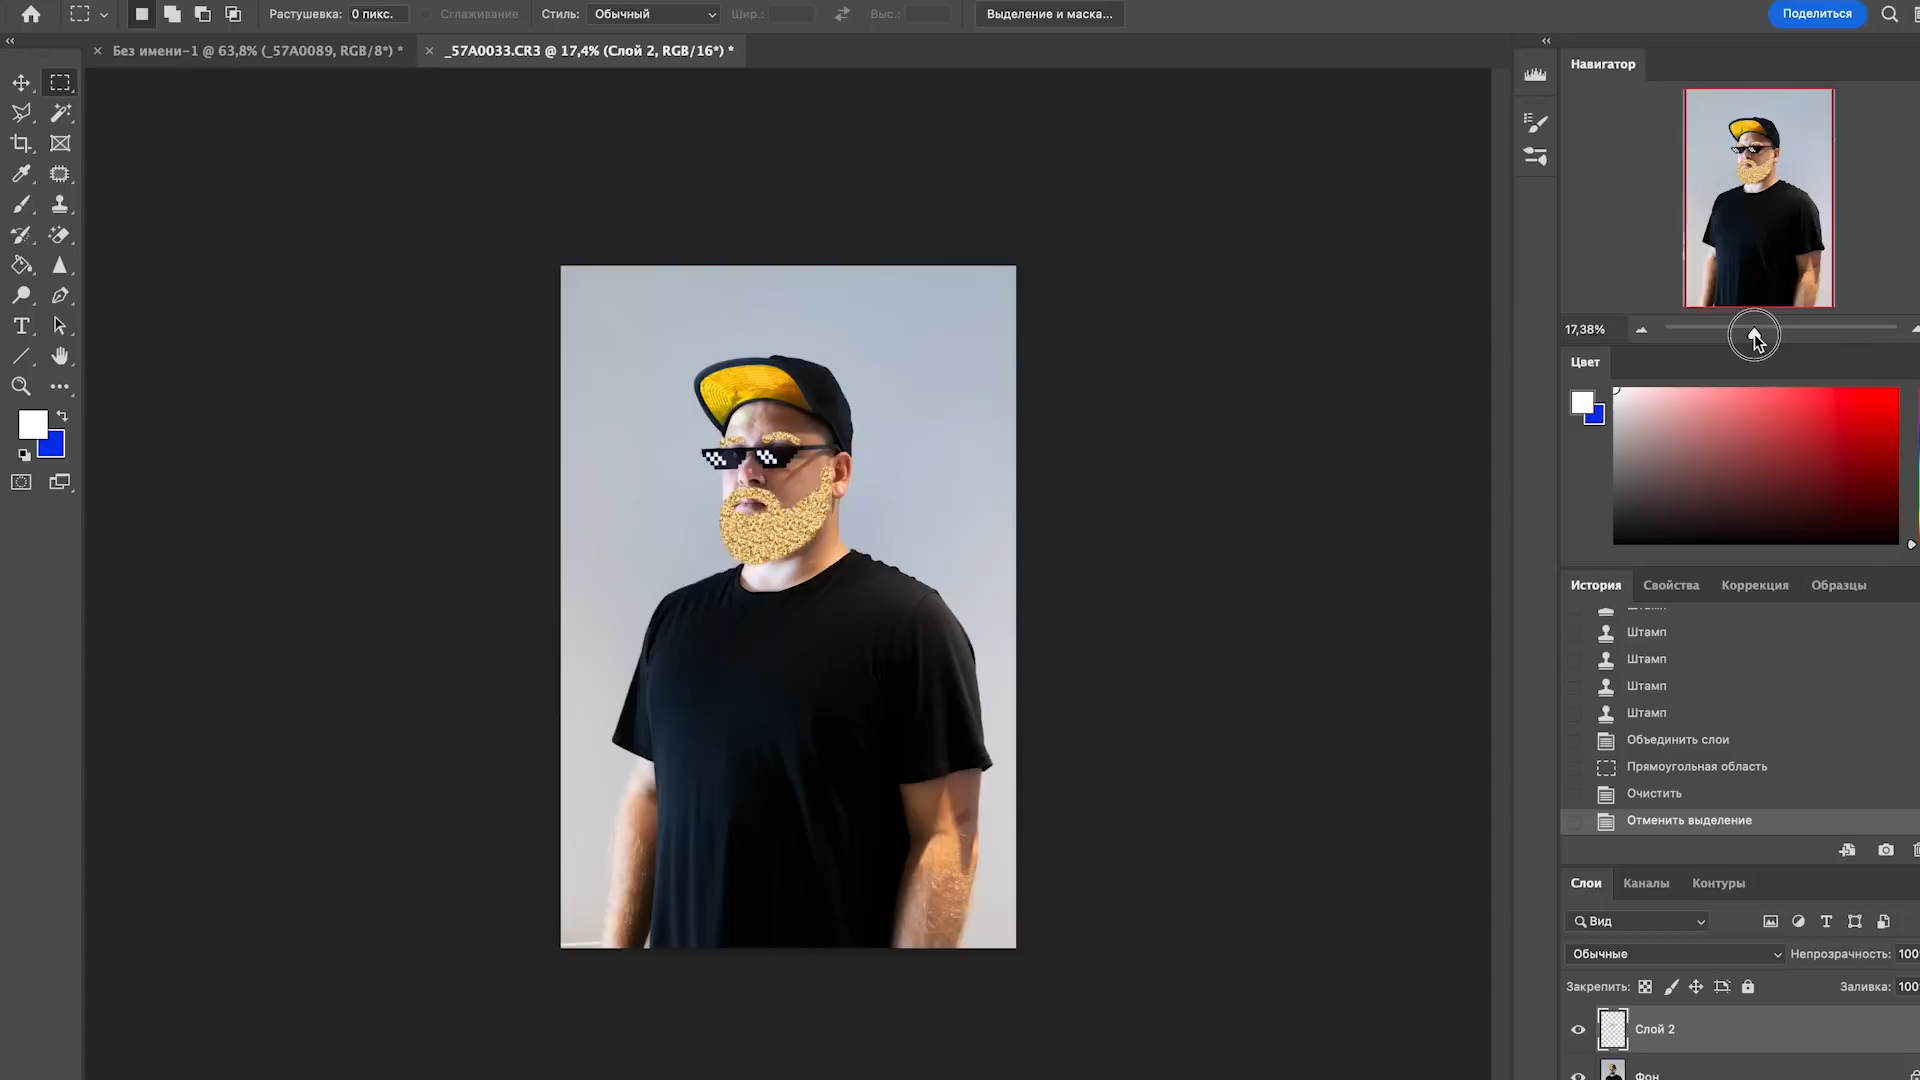 Растушевка: 0 пикс. Сглаживание Стиль: Обычный Шир.: Выс.: Выделение и маска... Поделиться
Без имени-1 @ 63,8% (_57A0089, RGB/8*) * _57A0033.CR3 @ 17,4% (Слой 2, RGB/16*) *
Навигатор
17,38%
Цвет
История Свойства Коррекция Образцы
Штамп
Штамп
Штамп
Штамп
Штамп
Объединить слои
Прямоугольная область
Очистить
Отменить выделение
Слои Каналы Контуры
Вид
Обычные Непрозрачность: 100
Закрепить: Заливка: 100
Слой 2
Фон